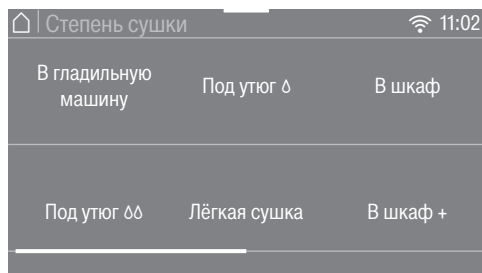 Степень сушки 11:02
В гладильную
машину
Под утюг
В шкаф
Под утюг
Лёгкая сушка
В шкаф +